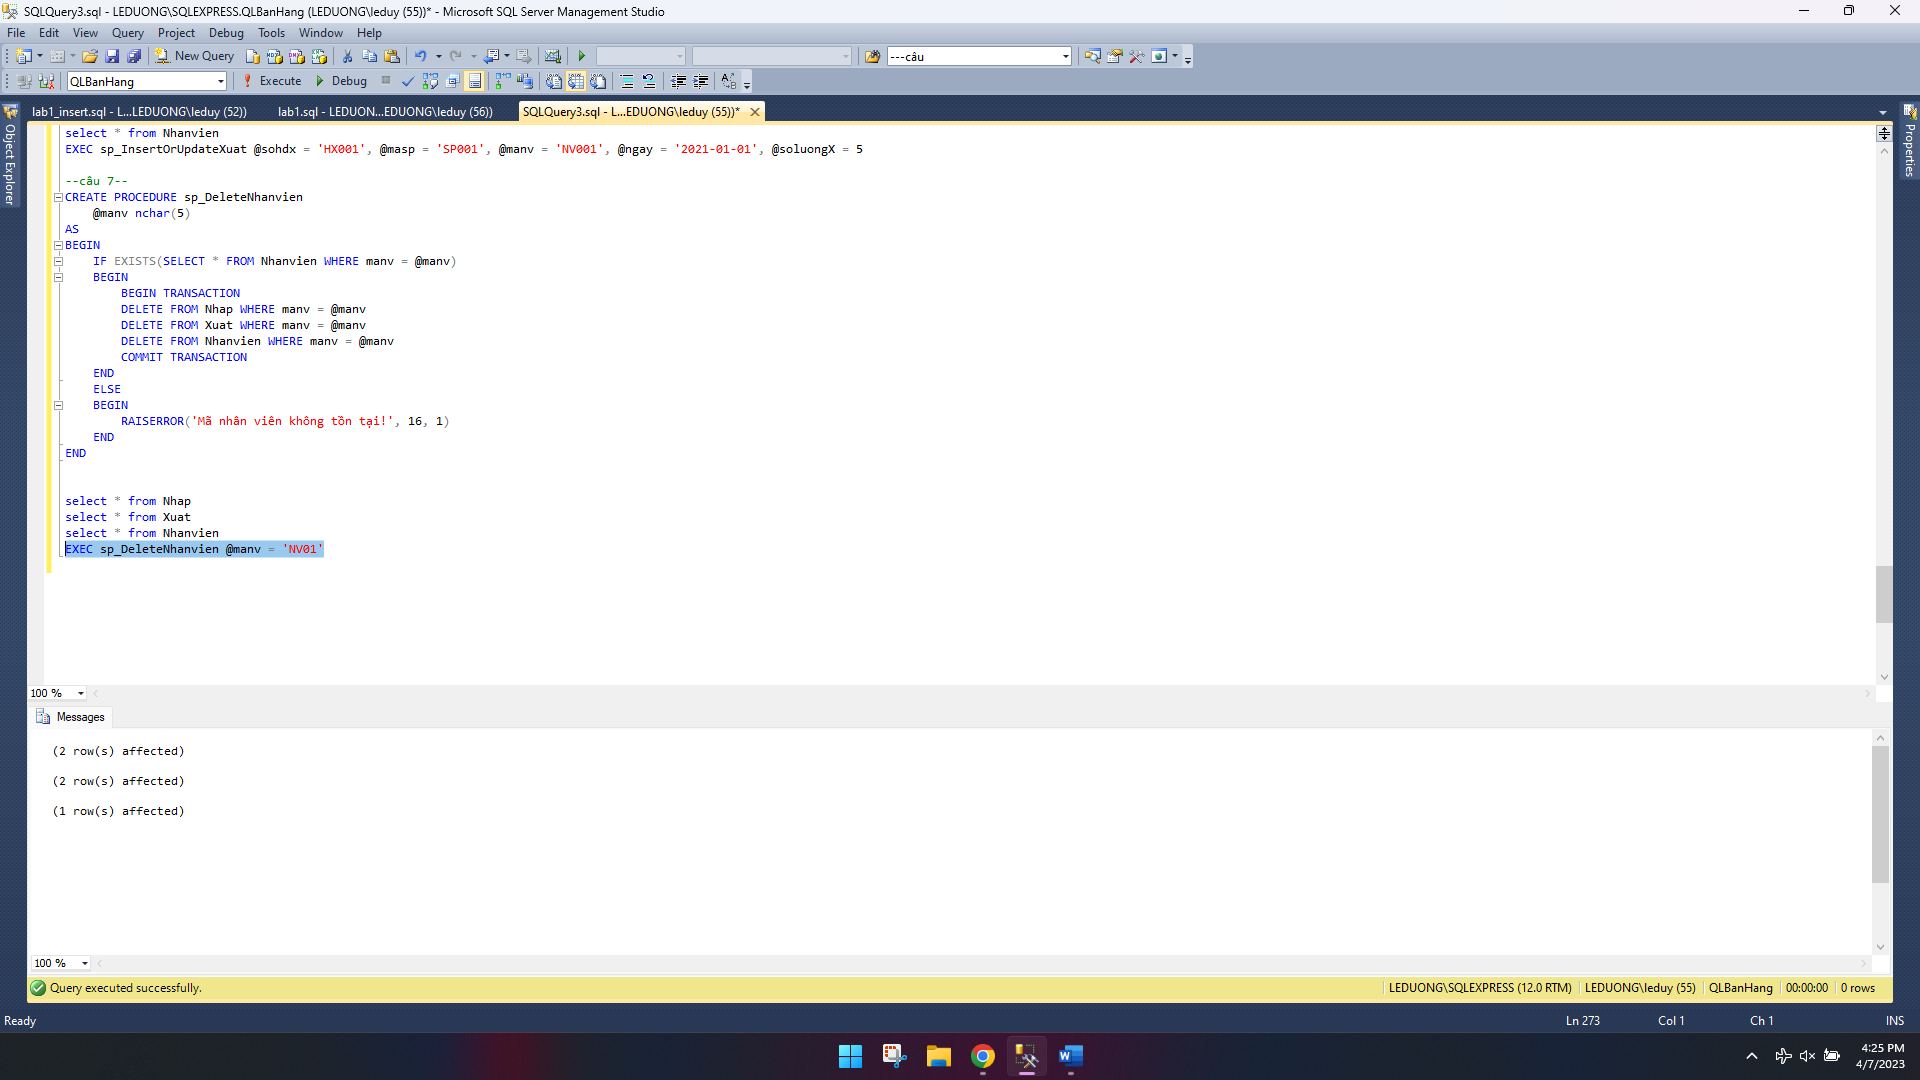 SQLQuery3.sql - LEDUONG\SQLEXPRESS.QLBanHang (LEDUONG\leduy (55))* - Microsoft SQL Server Management Studio
File Edit View Query Project Debug Tools Window Help
New Query ---câu
QLBanHang Execute Debug
lab1_insert.sql - L...LEDUONG\leduy (52)) lab1.sql - LEDUON...EDUONG\leduy (56)) SQLQuery3.sql - L...EDUONG\leduy (55))*
Object Explorer
Properties
select * from Nhanvien
EXEC sp_InsertOrUpdateXuat @sohdx = 'HX001', @masp = 'SP001', @manv = 'NV001', @ngay = '2021-01-01', @soluongX = 5
--câu 7--
CREATE PROCEDURE sp_DeleteNhanvien
@manv nchar(5)
AS
BEGIN
IF EXISTS(SELECT * FROM Nhanvien WHERE manv = @manv)
BEGIN
BEGIN TRANSACTION
DELETE FROM Nhap WHERE manv = @manv
DELETE FROM Xuat WHERE manv = @manv
DELETE FROM Nhanvien WHERE manv = @manv
COMMIT TRANSACTION
END
ELSE
BEGIN
RAISERROR('Mã nhân viên không tồn tại!', 16, 1)
END
END
select * from Nhap
select * from Xuat
select * from Nhanvien
EXEC sp_DeleteNhanvien @manv = 'NV01'
100 %
Messages
(2 row(s) affected)
(2 row(s) affected)
(1 row(s) affected)
100 %
Query executed successfully. LEDUONG\SQLEXPRESS (12.0 RTM) LEDUONG\leduy (55) QLBanHang 00:00:00 0 rows
Ready Ln 273 Col 1 Ch 1 INS
4:25 PM
4/7/2023